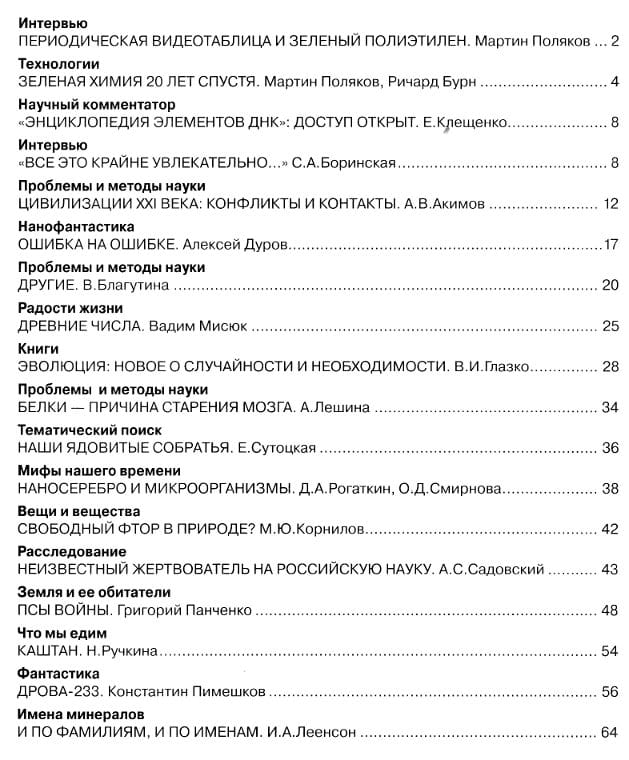 Интервью
ПЕРИОДИЧЕСКАЯ ВИДЕОТАБЛИЦА И ЗЕЛЕНЫЙ ПОЛИЭТИЛЕН. Мартин Поляков ... 2
Технологии
ЗЕЛЕНАЯ ХИМИЯ 20 ЛЕТ СПУСТЯ. Мартин Поляков, Ричард Бурн ................ 4
Научный комментатор
«ЭНЦИКЛОПЕДИЯ ЭЛЕМЕНТОВ ДНК»: ДОСТУП ОТКРЫТ. Е.Клещенко............. 8
Интервью
«ВСЕ ЭТО КРАЙНЕ УВЛЕКАТЕЛЬНО...» С.А.Боринская............................. 8
Проблемы и методы науки
ЦИВИЛИЗАЦИИ XXI ВЕКА: КОНФЛИКТЫ И КОНТАКТЫ. А.В.Акимов ............... 12
Нанофантастика
ОШИБКА НА ОШИБКЕ. Алексей Дуров............................................. 17
Проблемы и методы науки
ДРУГИЕ. В.Благутина ............................................................ 20
Радости жизни
ДРЕВНИЕ ЧИСЛА. Вадим Мисюк .................................................. 25
Книги
ЭВОЛЮЦИЯ: НОВОЕ О СЛУЧАЙНОСТИ И НЕОБХОДИМОСТИ. В.И.Глазко.......... 28
Проблемы и методы науки
БЕЛКИ — ПРИЧИНА СТАРЕНИЯ МОЗГА. А.Лешина ................................ 34
Тематический поиск
НАШИ ЯДОВИТЫЕ СОБРАТЬЯ. Е.Сутоцкая ........................................ 36
Мифы нашего времени
НАНОСЕРЕБРО И МИКРООРГАНИЗМЫ. Д.А.Рогаткин, О.Д.Смирнова.............. 38
Вещи и вещества
СВОБОДНЫЙ ФТОР В ПРИРОДЕ? М.Ю.Корнилов.................................. 42
Расследование
НЕИЗВЕСТНЫЙ ЖЕРТВОВАТЕЛЬ НА РОССИЙСКУЮ НАУКУ. А.С.Садовский ....... 43
Земля и ее обитатели
ПСЫ ВОЙНЫ. Григорий Панченко ................................................. 48
Что мы едим
КАШТАН. Н.Ручкина............................................................... 54
Фантастика
ДРОВА-233. Константин Пимешков............................................... 56
Имена минералов
И ПО ФАМИЛИЯМ, И ПО ИМЕНАМ. И.А.Леенсон ................................. 64